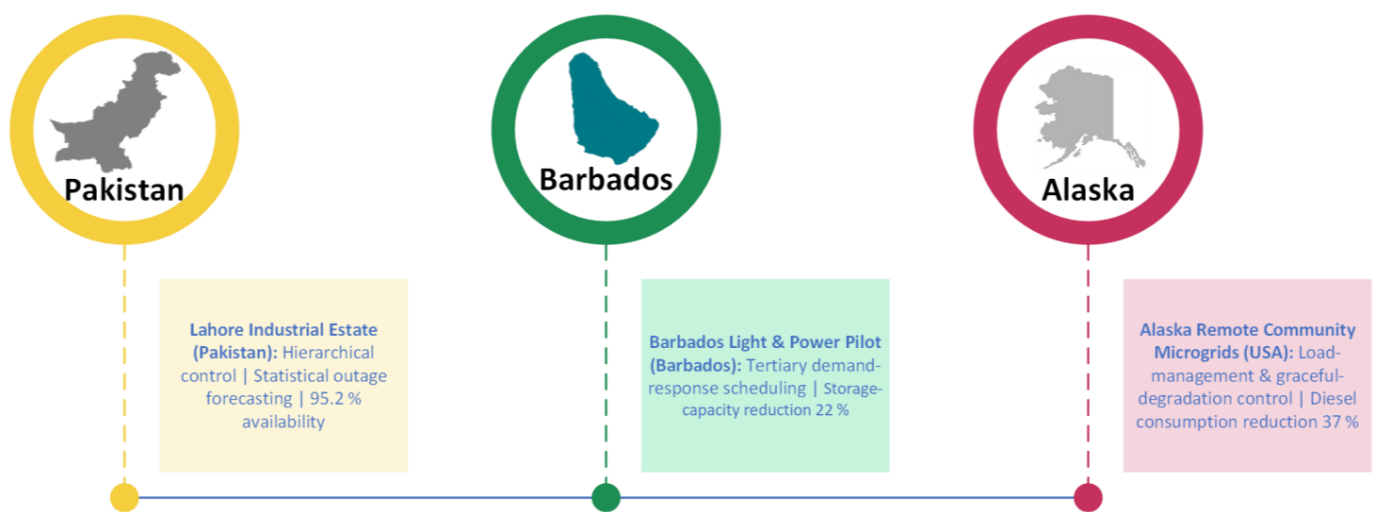 Pakistan
Barbados
Alaska
Lahore Industrial Estate
(Pakistan): Hierarchical
control | Statistical outage
forecasting | 95.2 %
availability
Barbados Light & Power Pilot
(Barbados): Tertiary demand-
response scheduling | Storage-
capacity reduction 22 %
Alaska Remote Community
Microgrids (USA): Load-
management & graceful-
degradation control | Diesel
consumption reduction 37 %